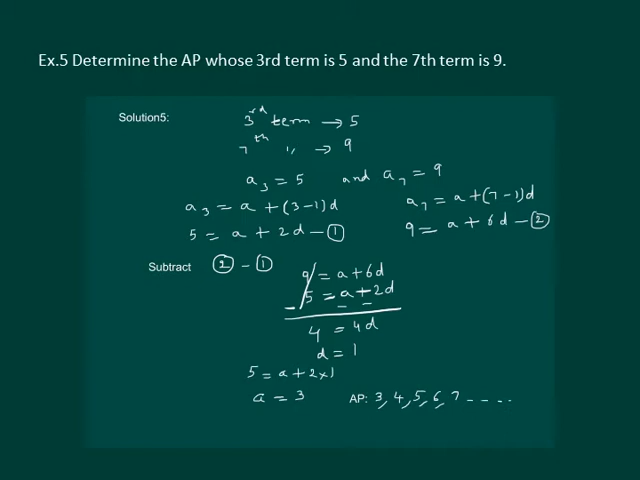 Ex.5 Determine the AP whose 3rd term is 5 and the 7th term is 9.
Solution5:
3rd term → 5
7th ,, → 9
a₃ = 5 and a₇ = 9
a₃ = a + (3-1)d
5 = a + 2d — ①
a₇ = a + (7-1)d
9 = a + 6d — ②
Subtract ② - ①
9 = a + 6d
5 = a + 2d
- - -
4 = 4d
d = 1
5 = a + 2×1
a = 3
AP: 3, 4, 5, 6, 7 - - - . .